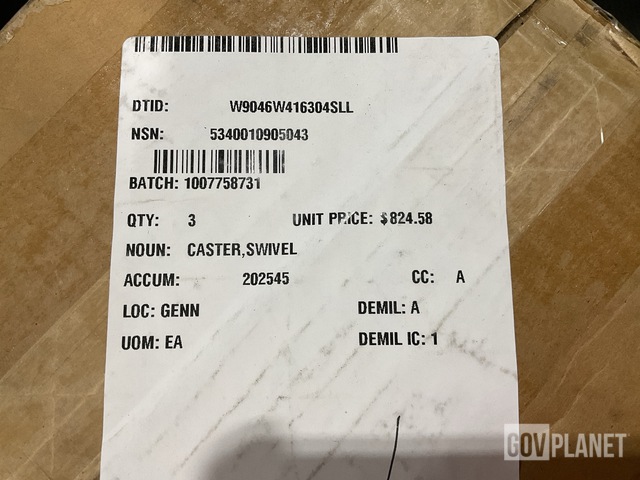 DTID: W9046W416304SLL
NSN: 5340010905043
BATCH: 1007758731
QTY: 3 UNIT PRICE: $824.58
NOUN: CASTER,SWIVEL
ACCUM: 202545 CC: A
LOC: GENN DEMIL: A
UOM: EA DEMIL IC: 1
GOVPLANET